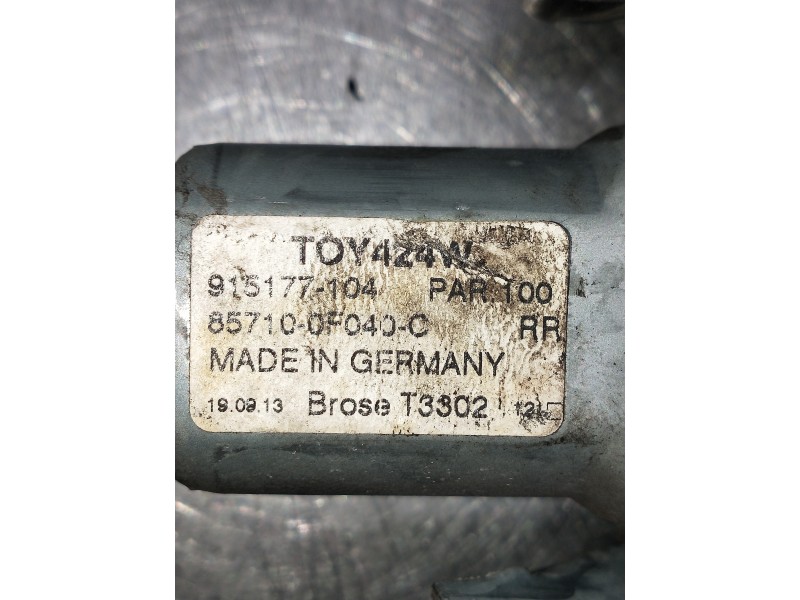 TOY424W
915177-104 PAR.100
85710-0F040-C RR
MADE IN GERMANY
19.09.13 Brose T3302